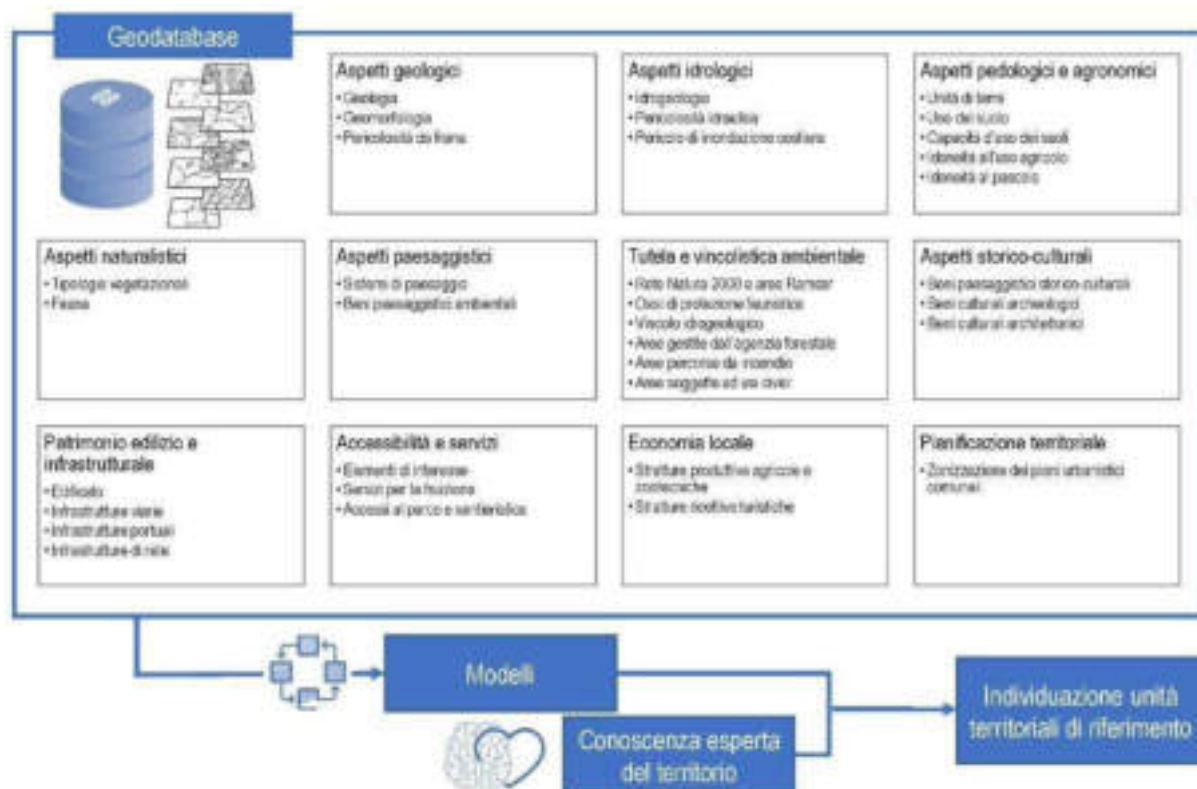 Geodatabase
Aspetti geologici
• Geologia
• Geomorfologia
• Pericolosità da frana
Aspetti idrologici
• Idrogeologia
• Pericolosità idraulica
• Pericolo di inondazione costiera
Aspetti pedologici e agronomici
• Unità di terre
• Uso del suolo
• Capacità d'uso dei suoli
• Idoneità all'uso agricolo
• Idoneità al pascolo
Aspetti naturalistici
• Tipologie vegetazionali
• Fauna
Aspetti paesaggistici
• Sistemi di paesaggio
• Beni paesaggistici ambientali
Tutela e vincolistica ambientale
• Rete Natura 2000 e aree Ramsar
• Oasi di protezione faunistica
• Vincolo idrogeologico
• Aree gestite dall'agenzia forestale
• Aree percorse da incendio
• Aree soggette ad usi civici
Aspetti storico-culturali
• Beni paesaggistici storico-culturali
• Beni culturali archeologici
• Beni culturali architettonici
Patrimonio edilizio e
infrastrutturale
• Edificato
• Infrastrutture viarie
• Infrastrutture portuali
• Infrastrutture di rete
Accessibilità e servizi
• Elementi di interesse
• Servizi per la fruizione
• Accessi al parco e sentieristica
Economia locale
• Strutture produttive agricole e
zootecniche
• Strutture ricettive turistiche
Pianificazione territoriale
• Zonizzazione dei piani urbanistici
comunali
Modelli
Conoscenza esperta
del territorio
Individuazione unità
territoriali di riferimento